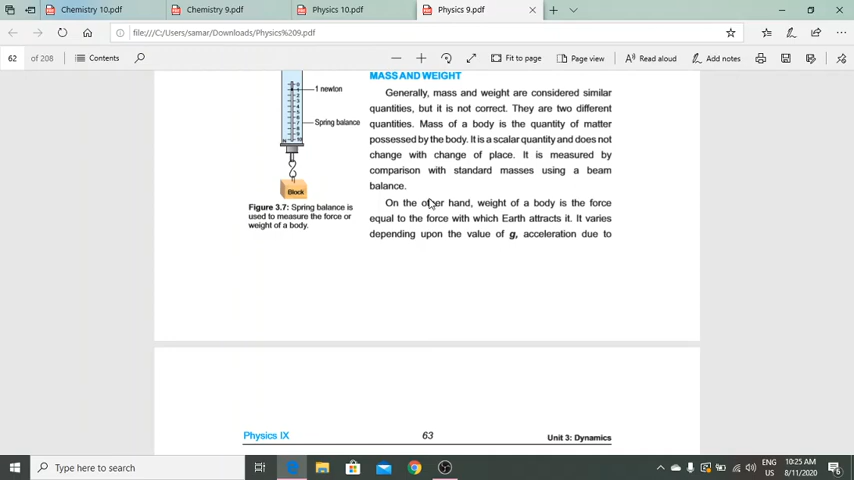 Chemistry 10.pdf
Chemistry 9.pdf
Physics 10.pdf
Physics 9.pdf
file:///C:/Users/samar/Downloads/Physics%209.pdf
62 of 208
Contents
Fit to page
Page view
Read aloud
Add notes
1 newton
Spring balance
Block
Figure 3.7: Spring balance is
used to measure the force or
weight of a body.
MASS AND WEIGHT
Generally, mass and weight are considered similar
quantities, but it is not correct. They are two different
quantities. Mass of a body is the quantity of matter
possessed by the body. It is a scalar quantity and does not
change with change of place. It is measured by
comparison with standard masses using a beam
balance.
On the other hand, weight of a body is the force
equal to the force with which Earth attracts it. It varies
depending upon the value of g, acceleration due to
Physics IX
63
Unit 3: Dynamics
Type here to search
ENG
US
10:25 AM
8/11/2020